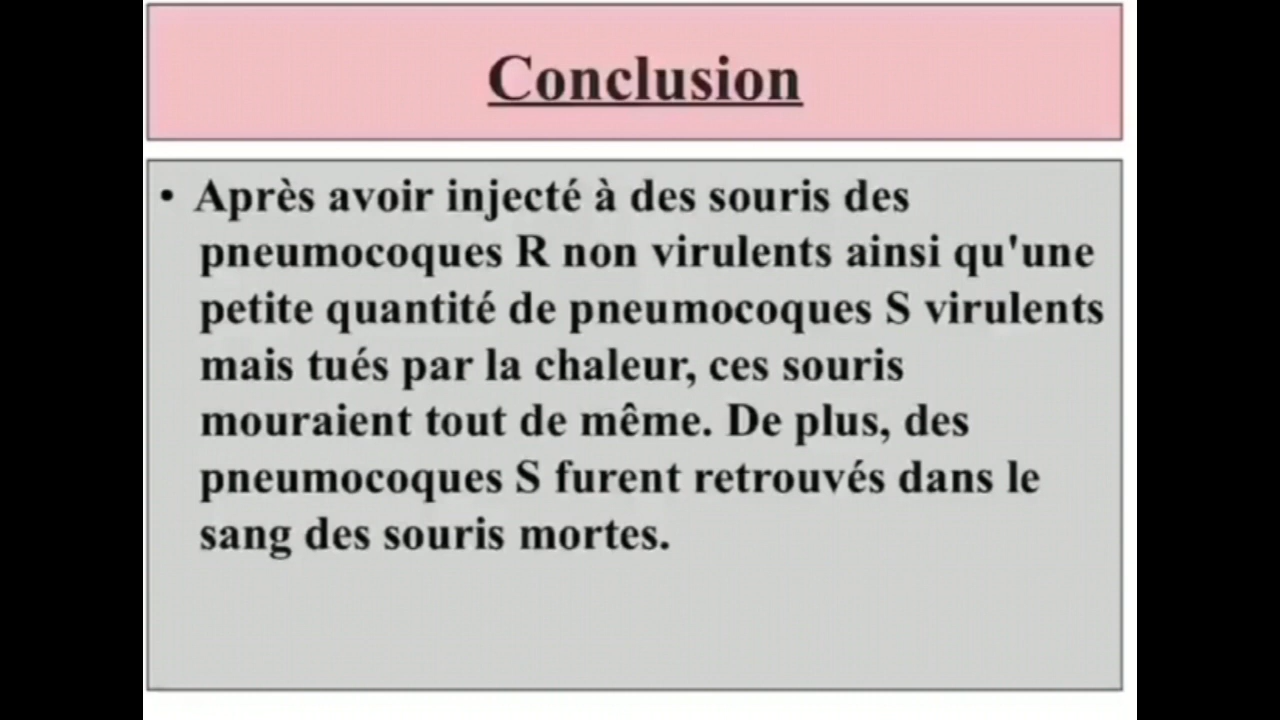 Conclusion
• Après avoir injecté à des souris des
pneumocoques R non virulents ainsi qu'une
petite quantité de pneumocoques S virulents
mais tués par la chaleur, ces souris
mouraient tout de même. De plus, des
pneumocoques S furent retrouvés dans le
sang des souris mortes.